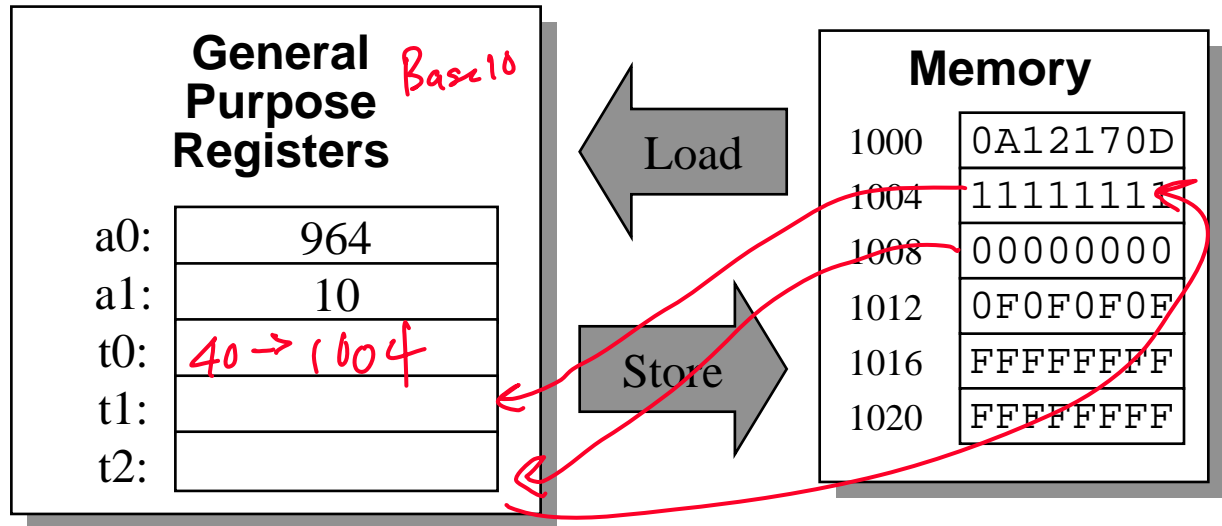 General
Purpose
Registers
Base10
a0: 964
a1: 10
t0: 40→1004
t1:
t2:
Load
Store
Memory
1000 0A12170D
1004 11111111
1008 00000000
1012 0F0F0F0F
1016 FFFFFFFF
1020 FFFFFFFF